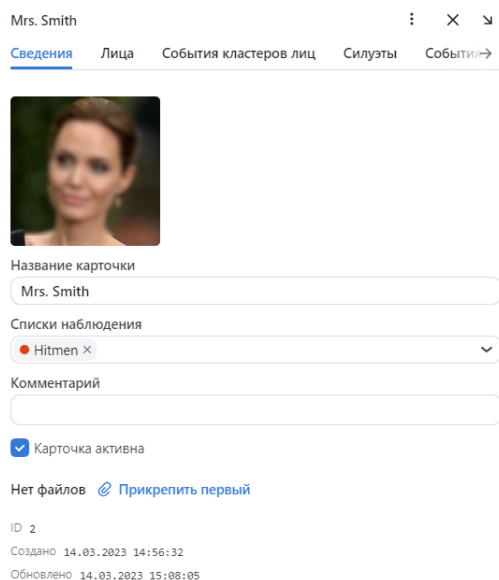 Mrs. Smith
Сведения Лица События кластеров лиц Силуэты События
Название карточки
Mrs. Smith
Списки наблюдения
Hitmen
Комментарий
Карточка активна
Нет файлов Прикрепить первый
ID 2
Создано 14.03.2023 14:56:32
Обновлено 14.03.2023 15:08:05